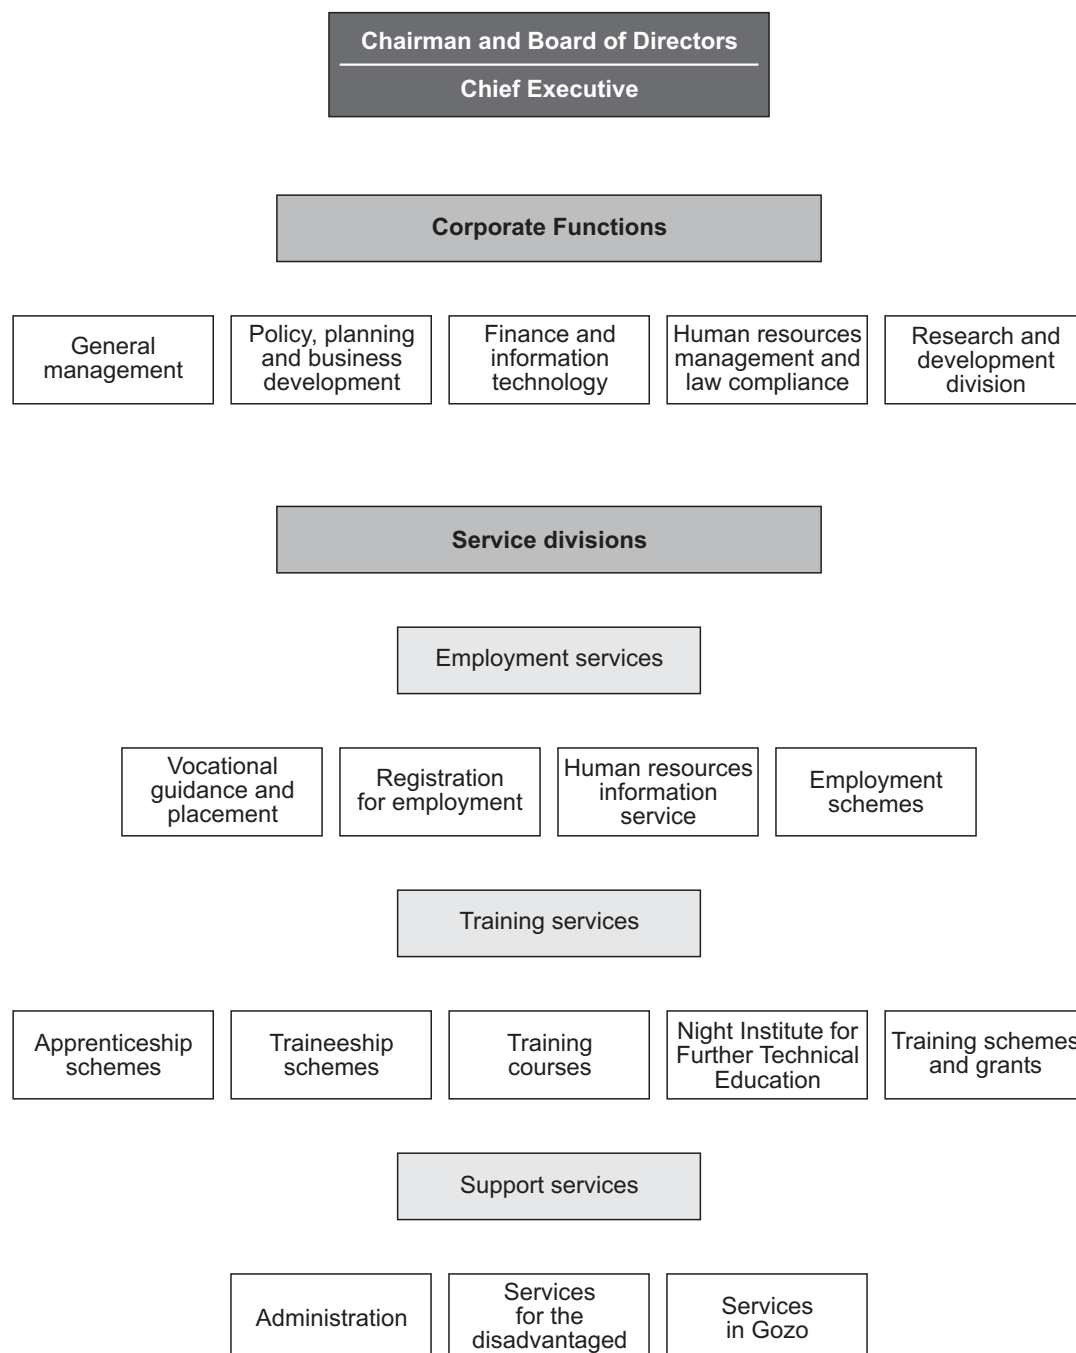 Chairman and Board of Directors
Chief Executive
Corporate Functions
General
management
Policy, planning
and business
development
Finance and
information
technology
Human resources
management and
law compliance
Research and
development
division
Service divisions
Employment services
Vocational
guidance and
placement
Registration
for employment
Human resources
information
service
Employment
schemes
Training services
Apprenticeship
schemes
Traineeship
schemes
Training
courses
Night Institute for
Further Technical
Education
Training schemes
and grants
Support services
Administration
Services
for the
disadvantaged
Services
in Gozo